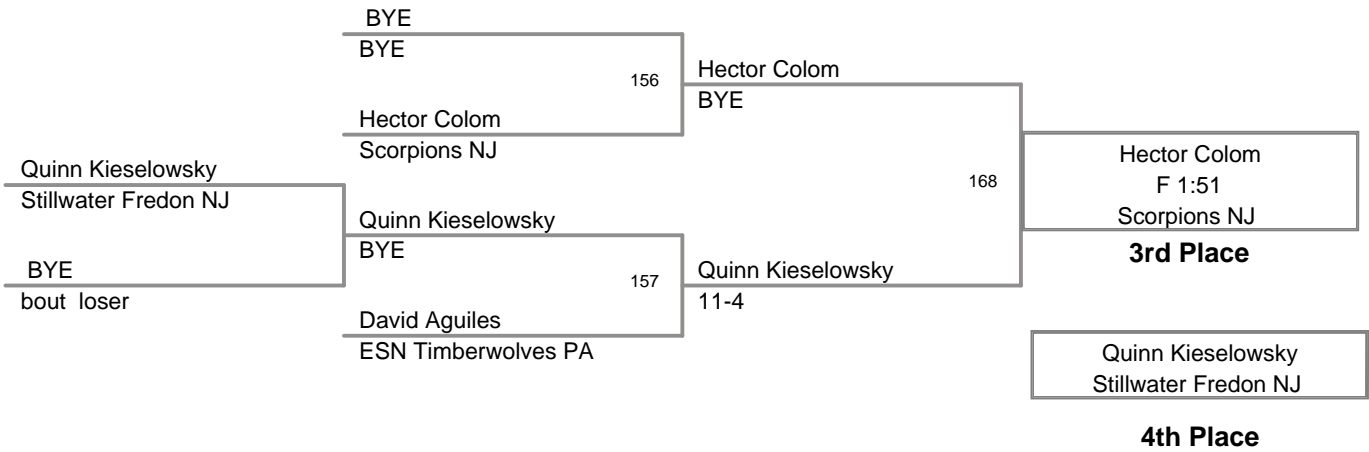 BYE
BYE
156
Hector Colom
BYE
Hector Colom
Scorpions NJ
Quinn Kieselowsky
Stillwater Fredon NJ
168
Hector Colom
F 1:51
Scorpions NJ
3rd Place
Quinn Kieselowsky
BYE
BYE
bout loser
157
Quinn Kieselowsky
11-4
David Aguiles
ESN Timberwolves PA
Quinn Kieselowsky
Stillwater Fredon NJ
4th Place